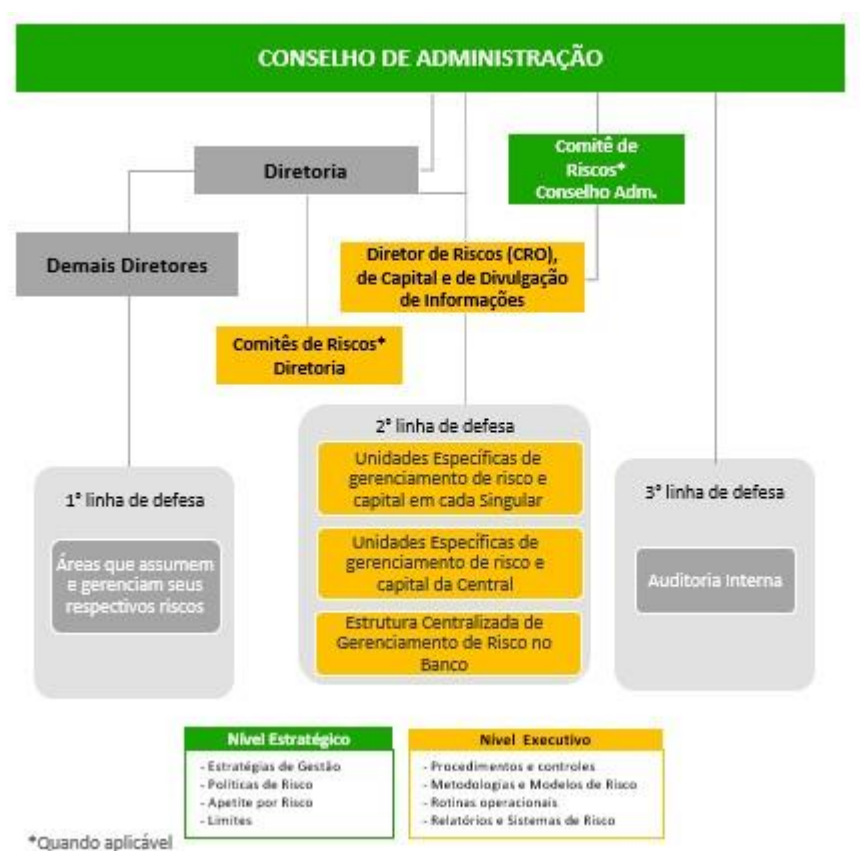 CONSELHO DE ADMINISTRAÇÃO
Comitê de
Riscos*
Conselho Adm.
Diretoria
Demais Diretores
Diretor de Riscos (CRO),
de Capital e de Divulgação
de Informações
Comitês de Riscos*
Diretoria
2ª linha de defesa
Unidades Específicas de
gerenciamento de risco e
capital em cada Singular
Unidades Específicas de
gerenciamento de risco e
capital da Central
Estrutura Centralizada de
Gerenciamento de Risco no
Banco
1ª linha de defesa
Áreas que assumem
e gerenciam seus
respectivos riscos
3ª linha de defesa
Auditoria Interna
Nível Estratégico
- Estratégias de Gestão
- Políticas de Risco
- Apetite por Risco
- Limites
Nível Executivo
- Procedimentos e controles
- Metodologias e Modelos de Risco
- Rotinas operacionais
- Relatórios e Sistemas de Risco
*Quando aplicável